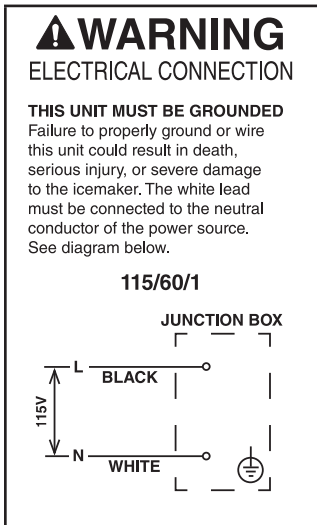 WARNING
ELECTRICAL CONNECTION
THIS UNIT MUST BE GROUNDED
Failure to properly ground or wire
this unit could result in death,
serious injury, or severe damage
to the icemaker. The white lead
must be connected to the neutral
conductor of the power source.
See diagram below.
115/60/1
JUNCTION BOX
L
BLACK
115V
N
WHITE